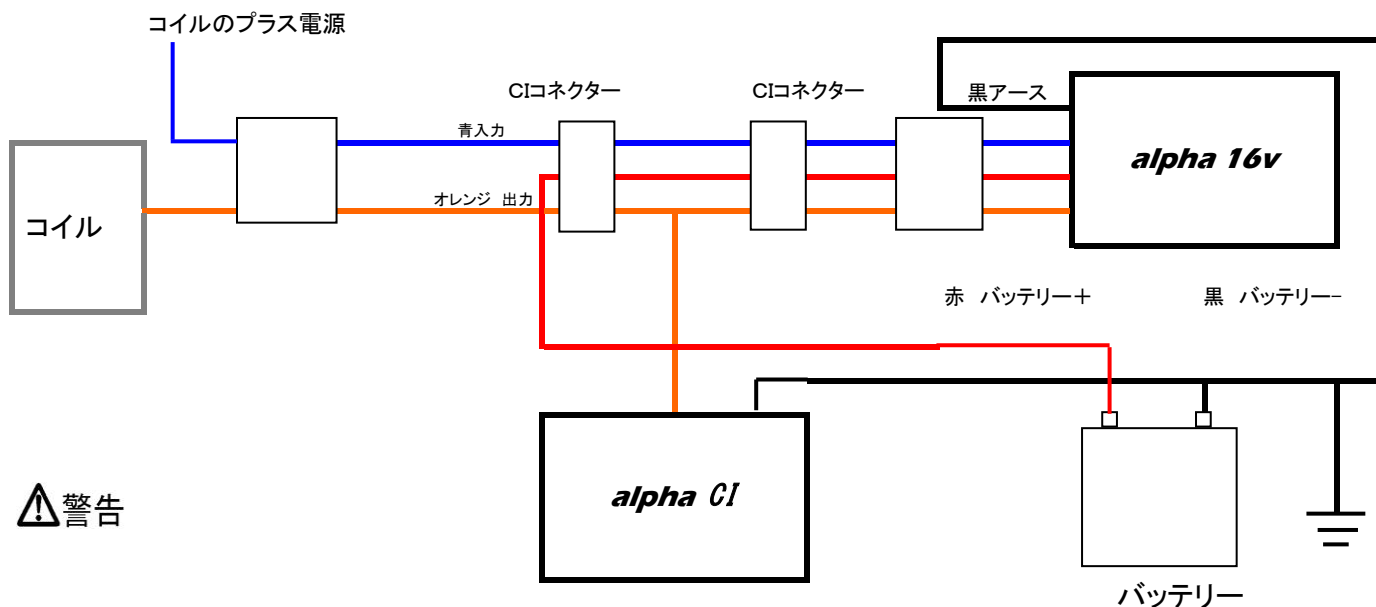 コイルのプラス電源
CIコネクター
CIコネクター
黒アース
青入力
alpha 16v
オレンジ 出力
コイル
赤 バッテリー＋
黒 バッテリー−
alpha CI
警告
バッテリー